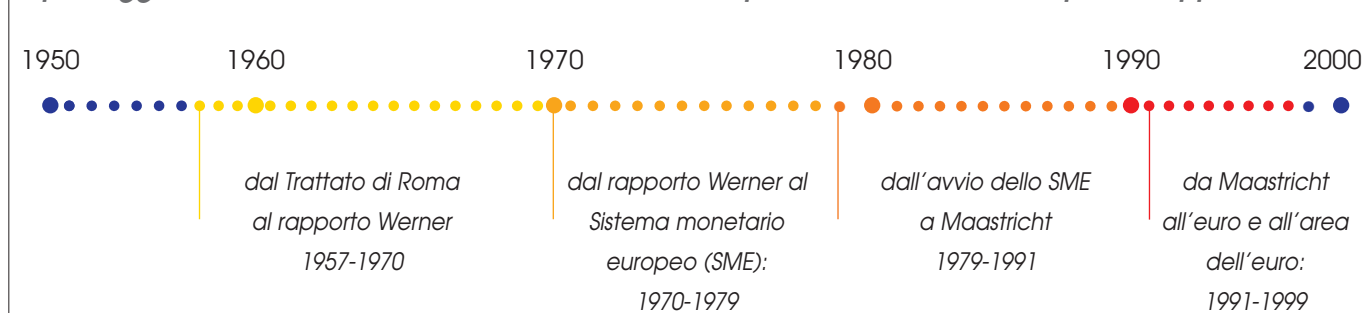 1950 1960 1970 1980 1990 2000
dal Trattato di Roma
al rapporto Werner
1957-1970
dal rapporto Werner al
Sistema monetario
europeo (SME):
1970-1979
dall'avvio dello SME
a Maastricht
1979-1991
da Maastricht
all'euro e all'area
dell'euro:
1991-1999